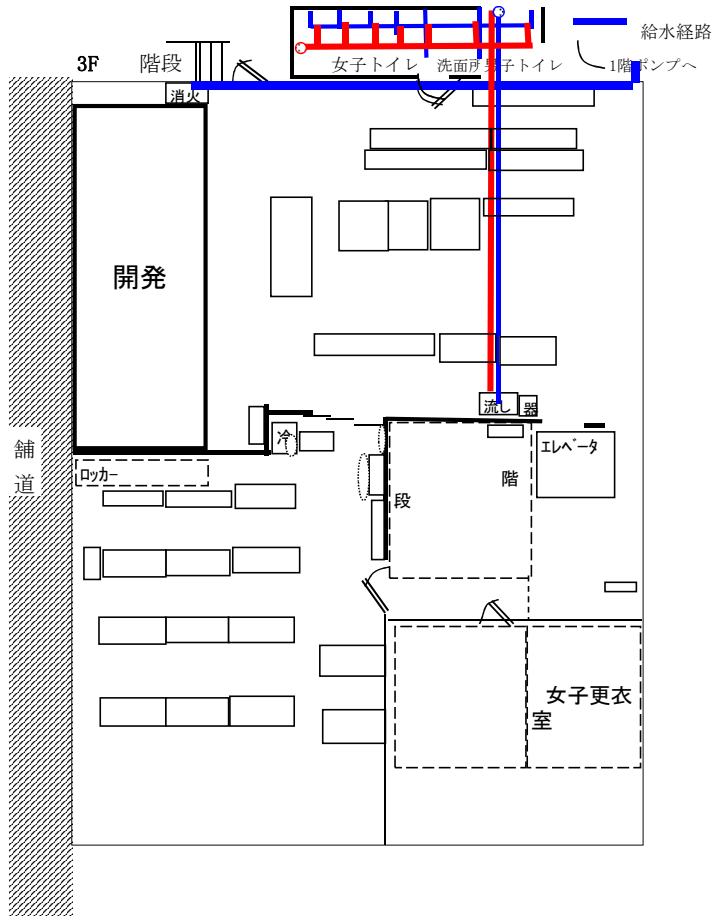 給水経路
3F
階段
女子トイレ
洗面所
男子トイレ
1階ポンプへ
消火
開発
流し
器
冷
エレベータ
舗道
ロッカー
階段
女子更衣室